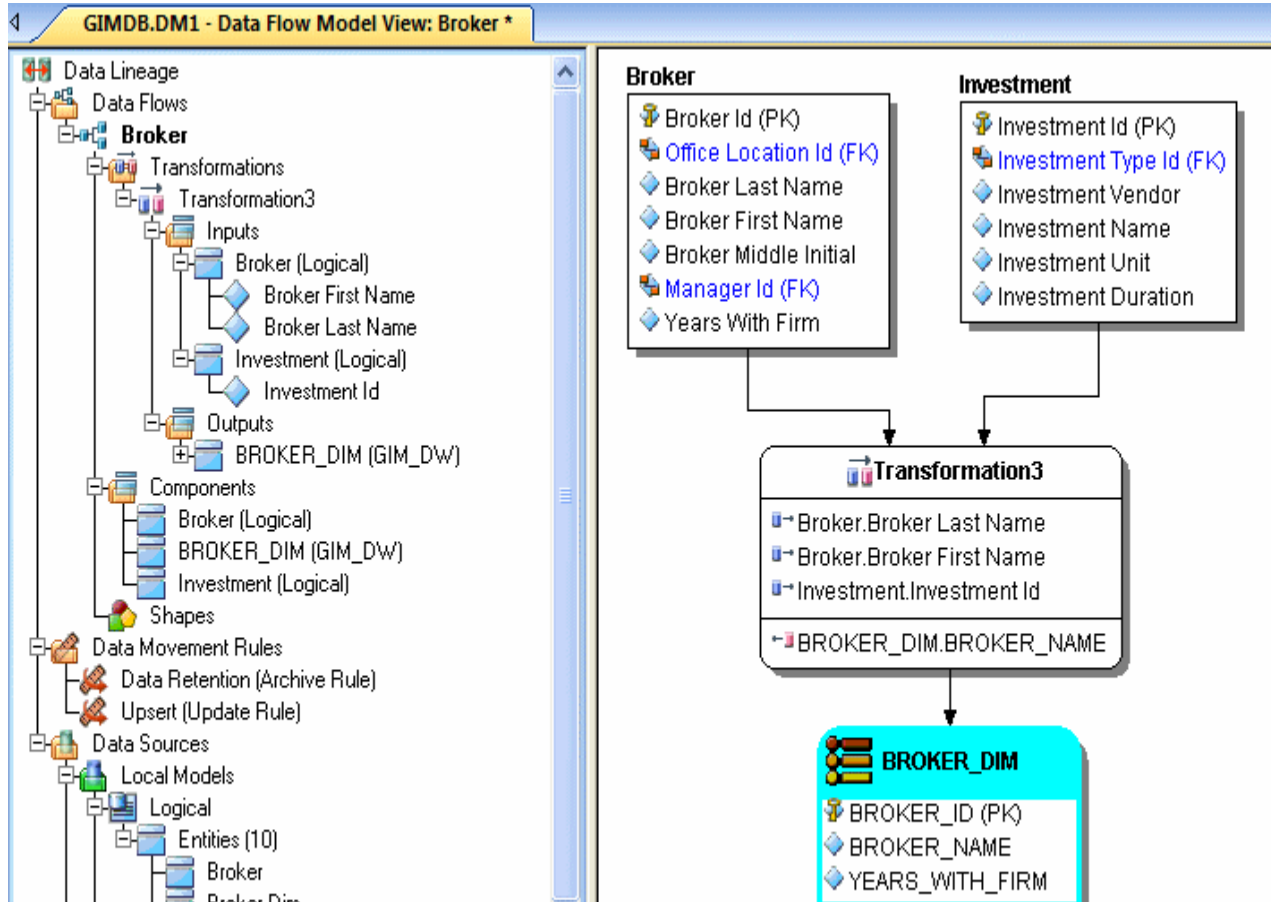 GIMDB.DM1 - Data Flow Model View: Broker *
Data Lineage
Data Flows
Broker
Transformations
Transformation3
Inputs
Broker (Logical)
Broker First Name
Broker Last Name
Investment (Logical)
Investment Id
Outputs
BROKER_DIM (GIM_DW)
Components
Broker (Logical)
BROKER_DIM (GIM_DW)
Investment (Logical)
Shapes
Data Movement Rules
Data Retention (Archive Rule)
Upsert (Update Rule)
Data Sources
Local Models
Logical
Entities (10)
Broker
Broker Dim
Broker
Broker Id (PK)
Office Location Id (FK)
Broker Last Name
Broker First Name
Broker Middle Initial
Manager Id (FK)
Years With Firm
Investment
Investment Id (PK)
Investment Type Id (FK)
Investment Vendor
Investment Name
Investment Unit
Investment Duration
Transformation3
Broker.Broker Last Name
Broker.Broker First Name
Investment.Investment Id
BROKER_DIM.BROKER_NAME
BROKER_DIM
BROKER_ID (PK)
BROKER_NAME
YEARS_WITH_FIRM